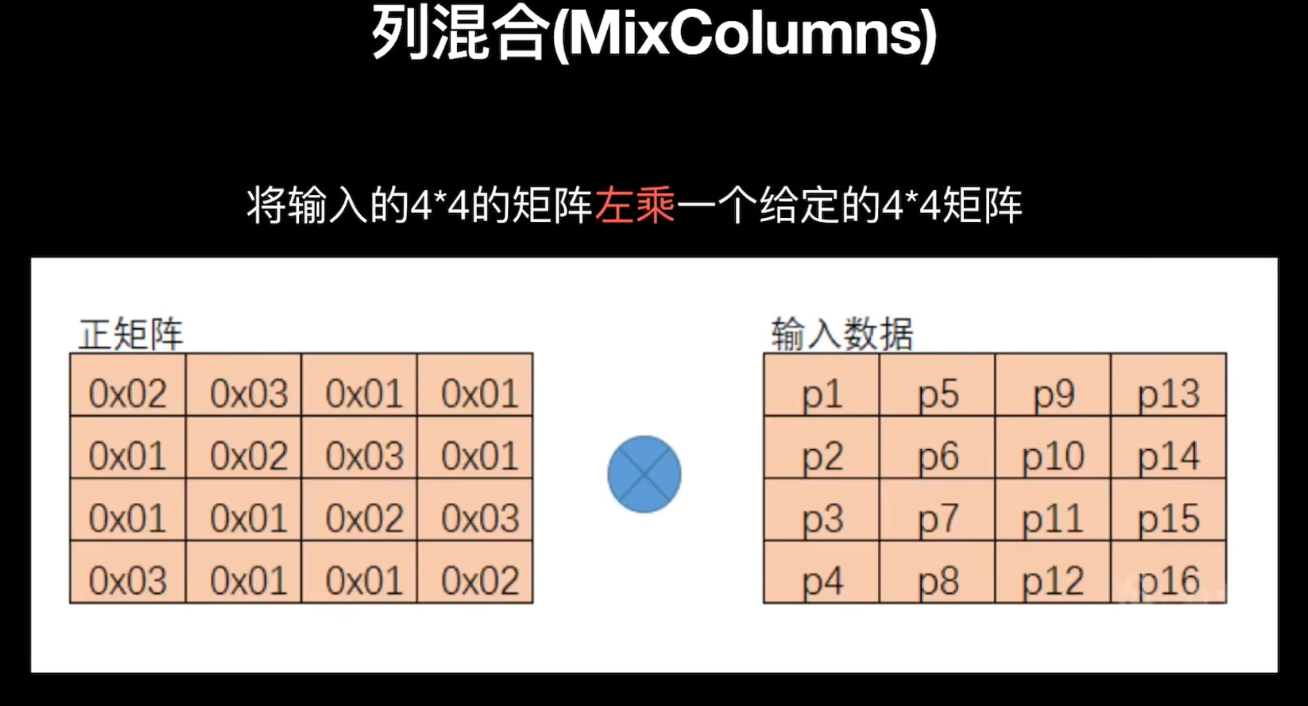 列混合(MixColumns)
将输入的4*4的矩阵左乘一个给定的4*4矩阵
正矩阵
0x02 0x03 0x01 0x01
0x01 0x02 0x03 0x01
0x01 0x01 0x02 0x03
0x03 0x01 0x01 0x02
输入数据
p1 p5 p9 p13
p2 p6 p10 p14
p3 p7 p11 p15
p4 p8 p12 p16